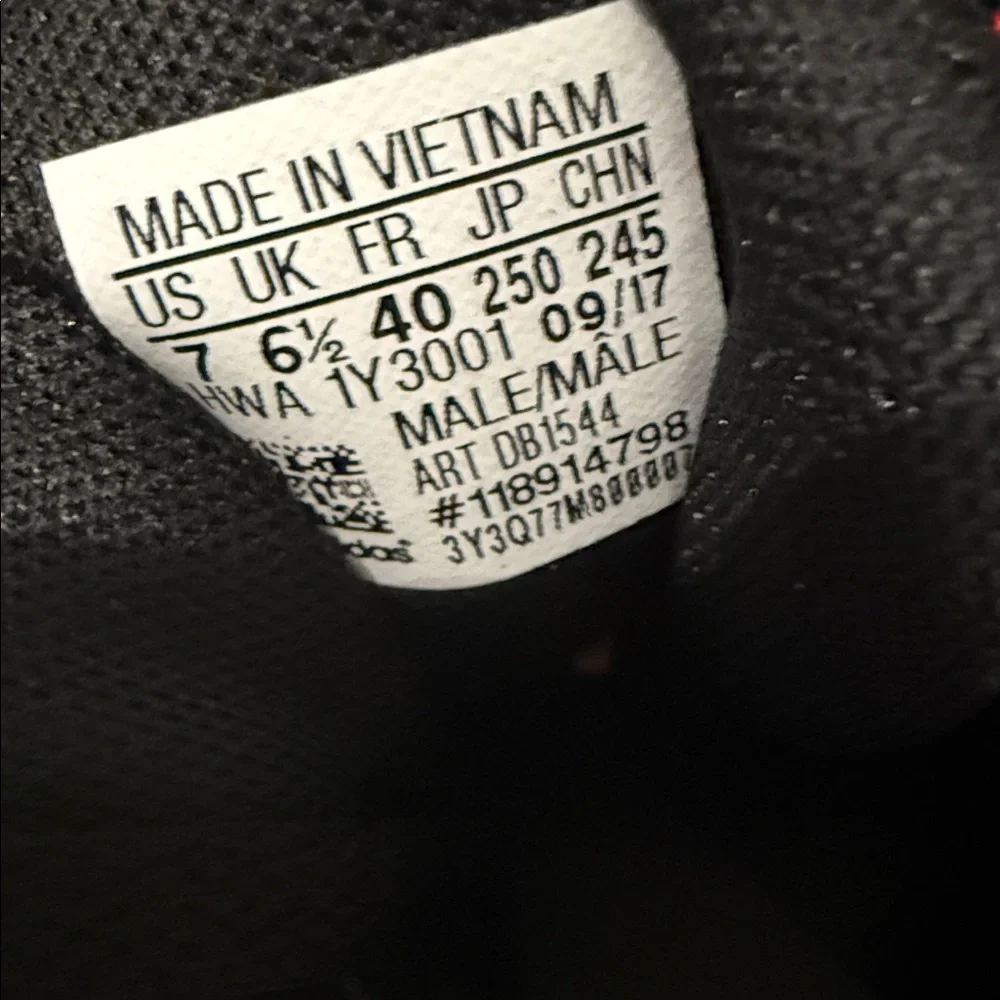 MADE IN VIETNAM
US UK FR JP CHN
7 6½ 40 250 245
HWA 1Y3001 09/17
MALE/MÂLE
ART DB1544
#118914798